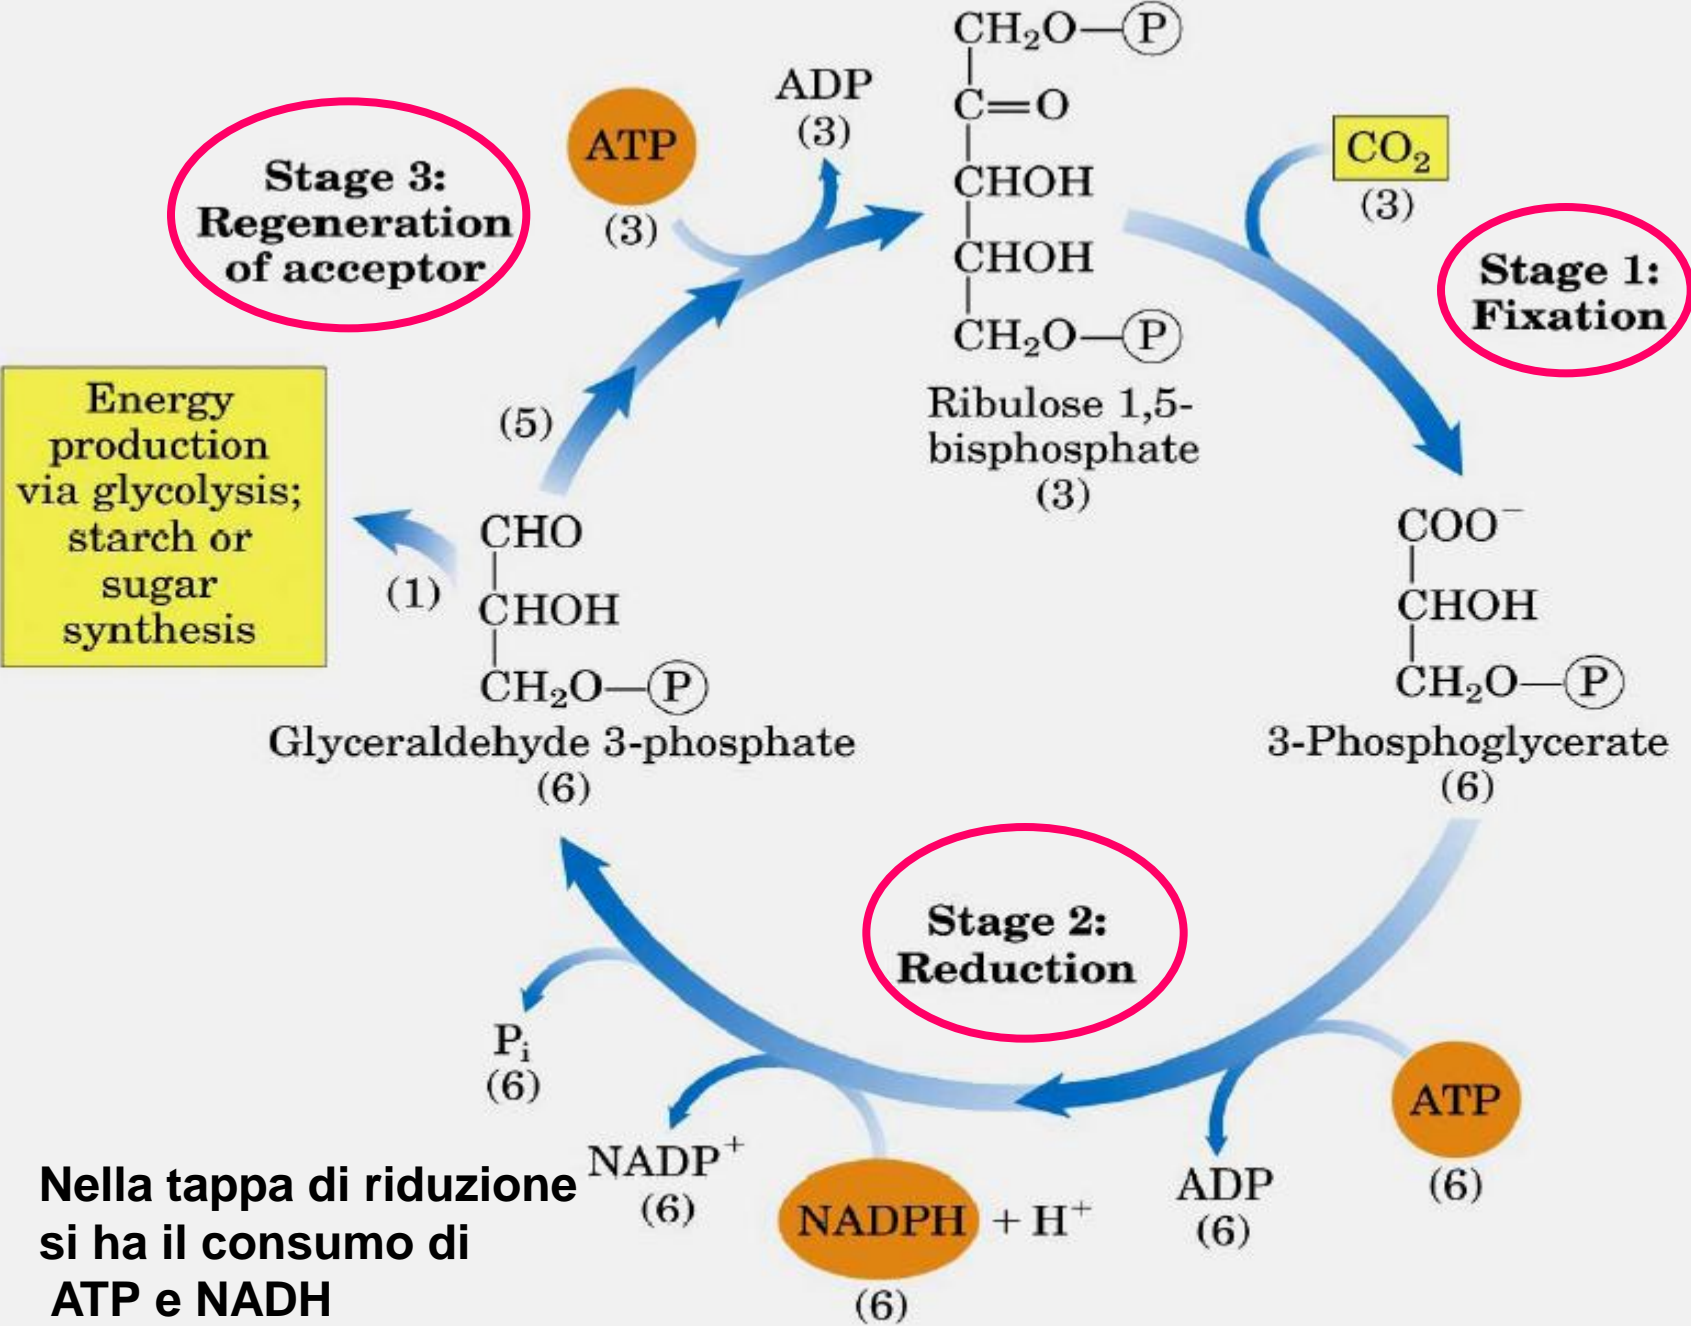 CH₂O—P
C=O
CHOH
CHOH
CH₂O—P
Ribulose 1,5-
bisphosphate
(3)
CO₂
(3)
Stage 1:
Fixation
COO⁻
CHOH
CH₂O—P
3-Phosphoglycerate
(6)
ATP
(6)
ADP
(6)
Stage 2:
Reduction
NADPH + H⁺
(6)
NADP⁺
(6)
Pᵢ
(6)
CHO
CHOH
CH₂O—P
Glyceraldehyde 3-phosphate
(6)
(1)
Energy
production
via glycolysis;
starch or
sugar
synthesis
(5)
Stage 3:
Regeneration
of acceptor
ATP
(3)
ADP
(3)
Nella tappa di riduzione
si ha il consumo di
ATP e NADH